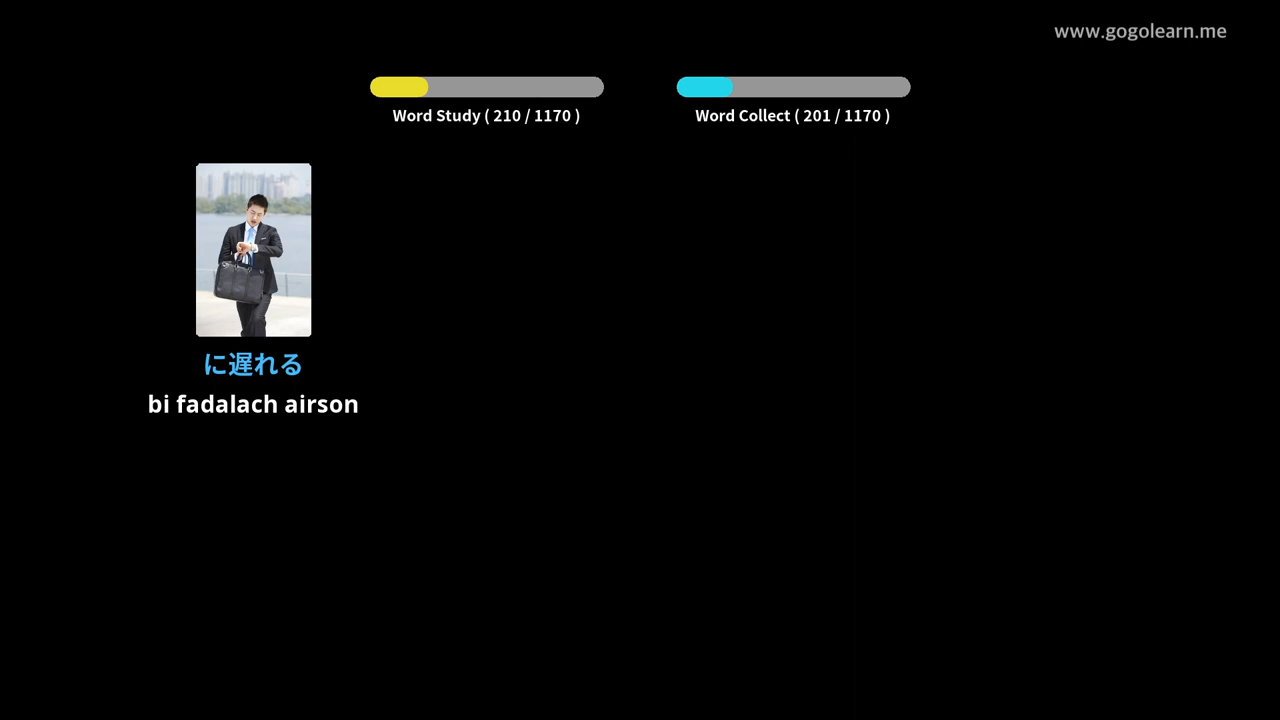 www.gogolearn.me
Word Study ( 210 / 1170 )
Word Collect ( 201 / 1170 )
に遅れる
bi fadalach airson